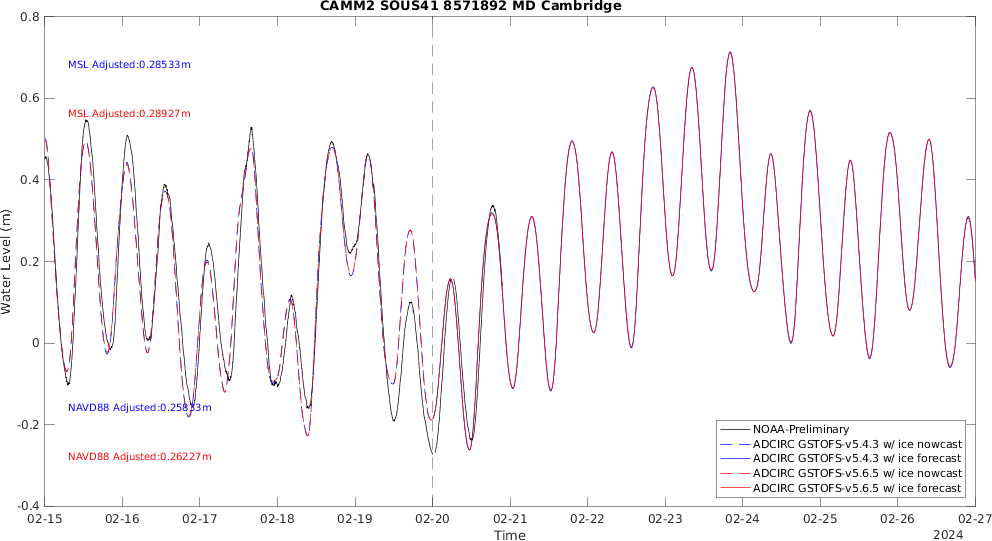 CAMM2 SOUS41 8571892 MD Cambridge
0.8
0.6
0.4
0.2
0
-0.2
-0.4
Water Level (m)
MSL Adjusted:0.28533m
MSL Adjusted:0.28927m
NAVD88 Adjusted:0.25833m
NAVD88 Adjusted:0.26227m
NOAA-Preliminary
ADCIRC GSTOFS-v5.4.3 w/ ice nowcast
ADCIRC GSTOFS-v5.4.3 w/ ice forecast
ADCIRC GSTOFS-v5.6.5 w/ ice nowcast
ADCIRC GSTOFS-v5.6.5 w/ ice forecast
02-15 02-16 02-17 02-18 02-19 02-20 02-21 02-22 02-23 02-24 02-25 02-26 02-27
Time
2024